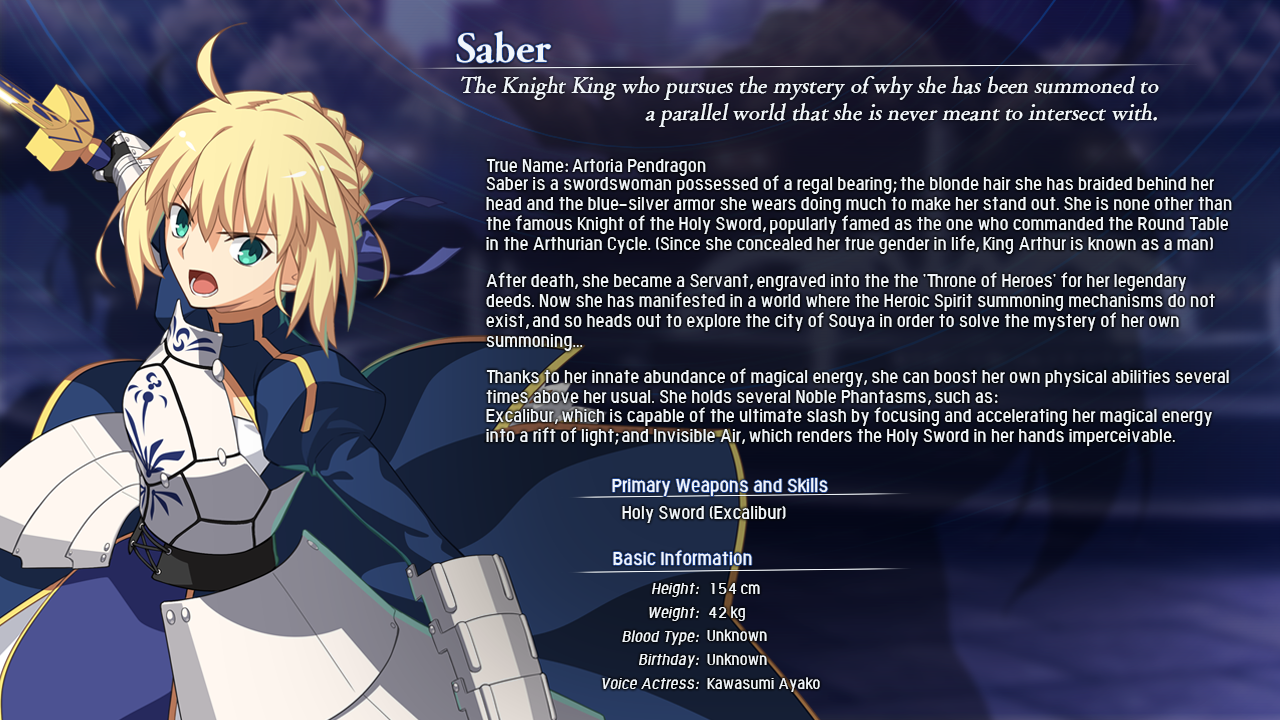 Saber
The Knight King who pursues the mystery of why she has been summoned to
a parallel world that she is never meant to intersect with.
True Name: Artoria Pendragon
Saber is a swordswoman possessed of a regal bearing; the blonde hair she has braided behind her
head and the blue-silver armor she wears doing much to make her stand out. She is none other than
the famous Knight of the Holy Sword, popularly famed as the one who commanded the Round Table
in the Arthurian Cycle. (Since she concealed her true gender in life, King Arthur is known as a man)
After death, she became a Servant, engraved into the the 'Throne of Heroes' for her legendary
deeds. Now she has manifested in a world where the Heroic Spirit summoning mechanisms do not
exist, and so heads out to explore the city of Souya in order to solve the mystery of her own
summoning...
Thanks to her innate abundance of magical energy, she can boost her own physical abilities several
times above her usual. She holds several Noble Phantasms, such as:
Excalibur, which is capable of the ultimate slash by focusing and accelerating her magical energy
into a rift of light; and Invisible Air, which renders the Holy Sword in her hands imperceivable.
Primary Weapons and Skills
Holy Sword (Excalibur)
Basic Information
Height: 154 cm
Weight: 42 kg
Blood Type: Unknown
Birthday: Unknown
Voice Actress: Kawasumi Ayako